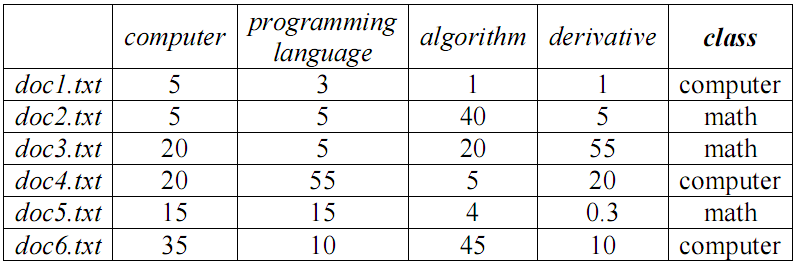 computer programming language algorithm derivative class
doc1.txt 5 3 1 1 computer
doc2.txt 5 5 40 5 math
doc3.txt 20 5 20 55 math
doc4.txt 20 55 5 20 computer
doc5.txt 15 15 4 0.3 math
doc6.txt 35 10 45 10 computer